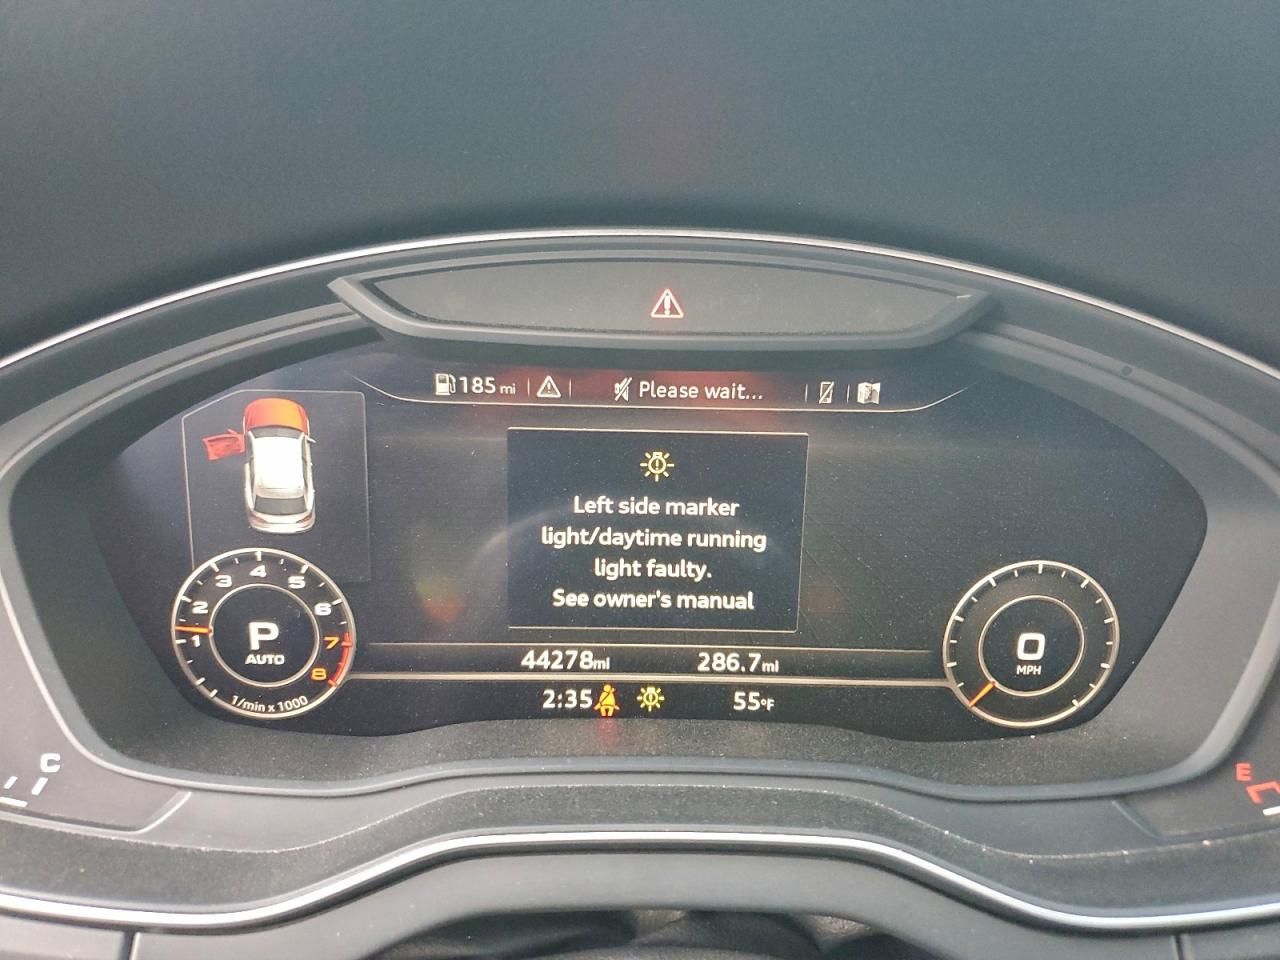 185 mi
Please wait...
Left side marker
light/daytime running
light faulty.
See owner's manual
1 2 3 4 5 6 7 8
P
AUTO
1/min x 1000
0
MPH
44278mi
286.7mi
2:35
55°F
C
E